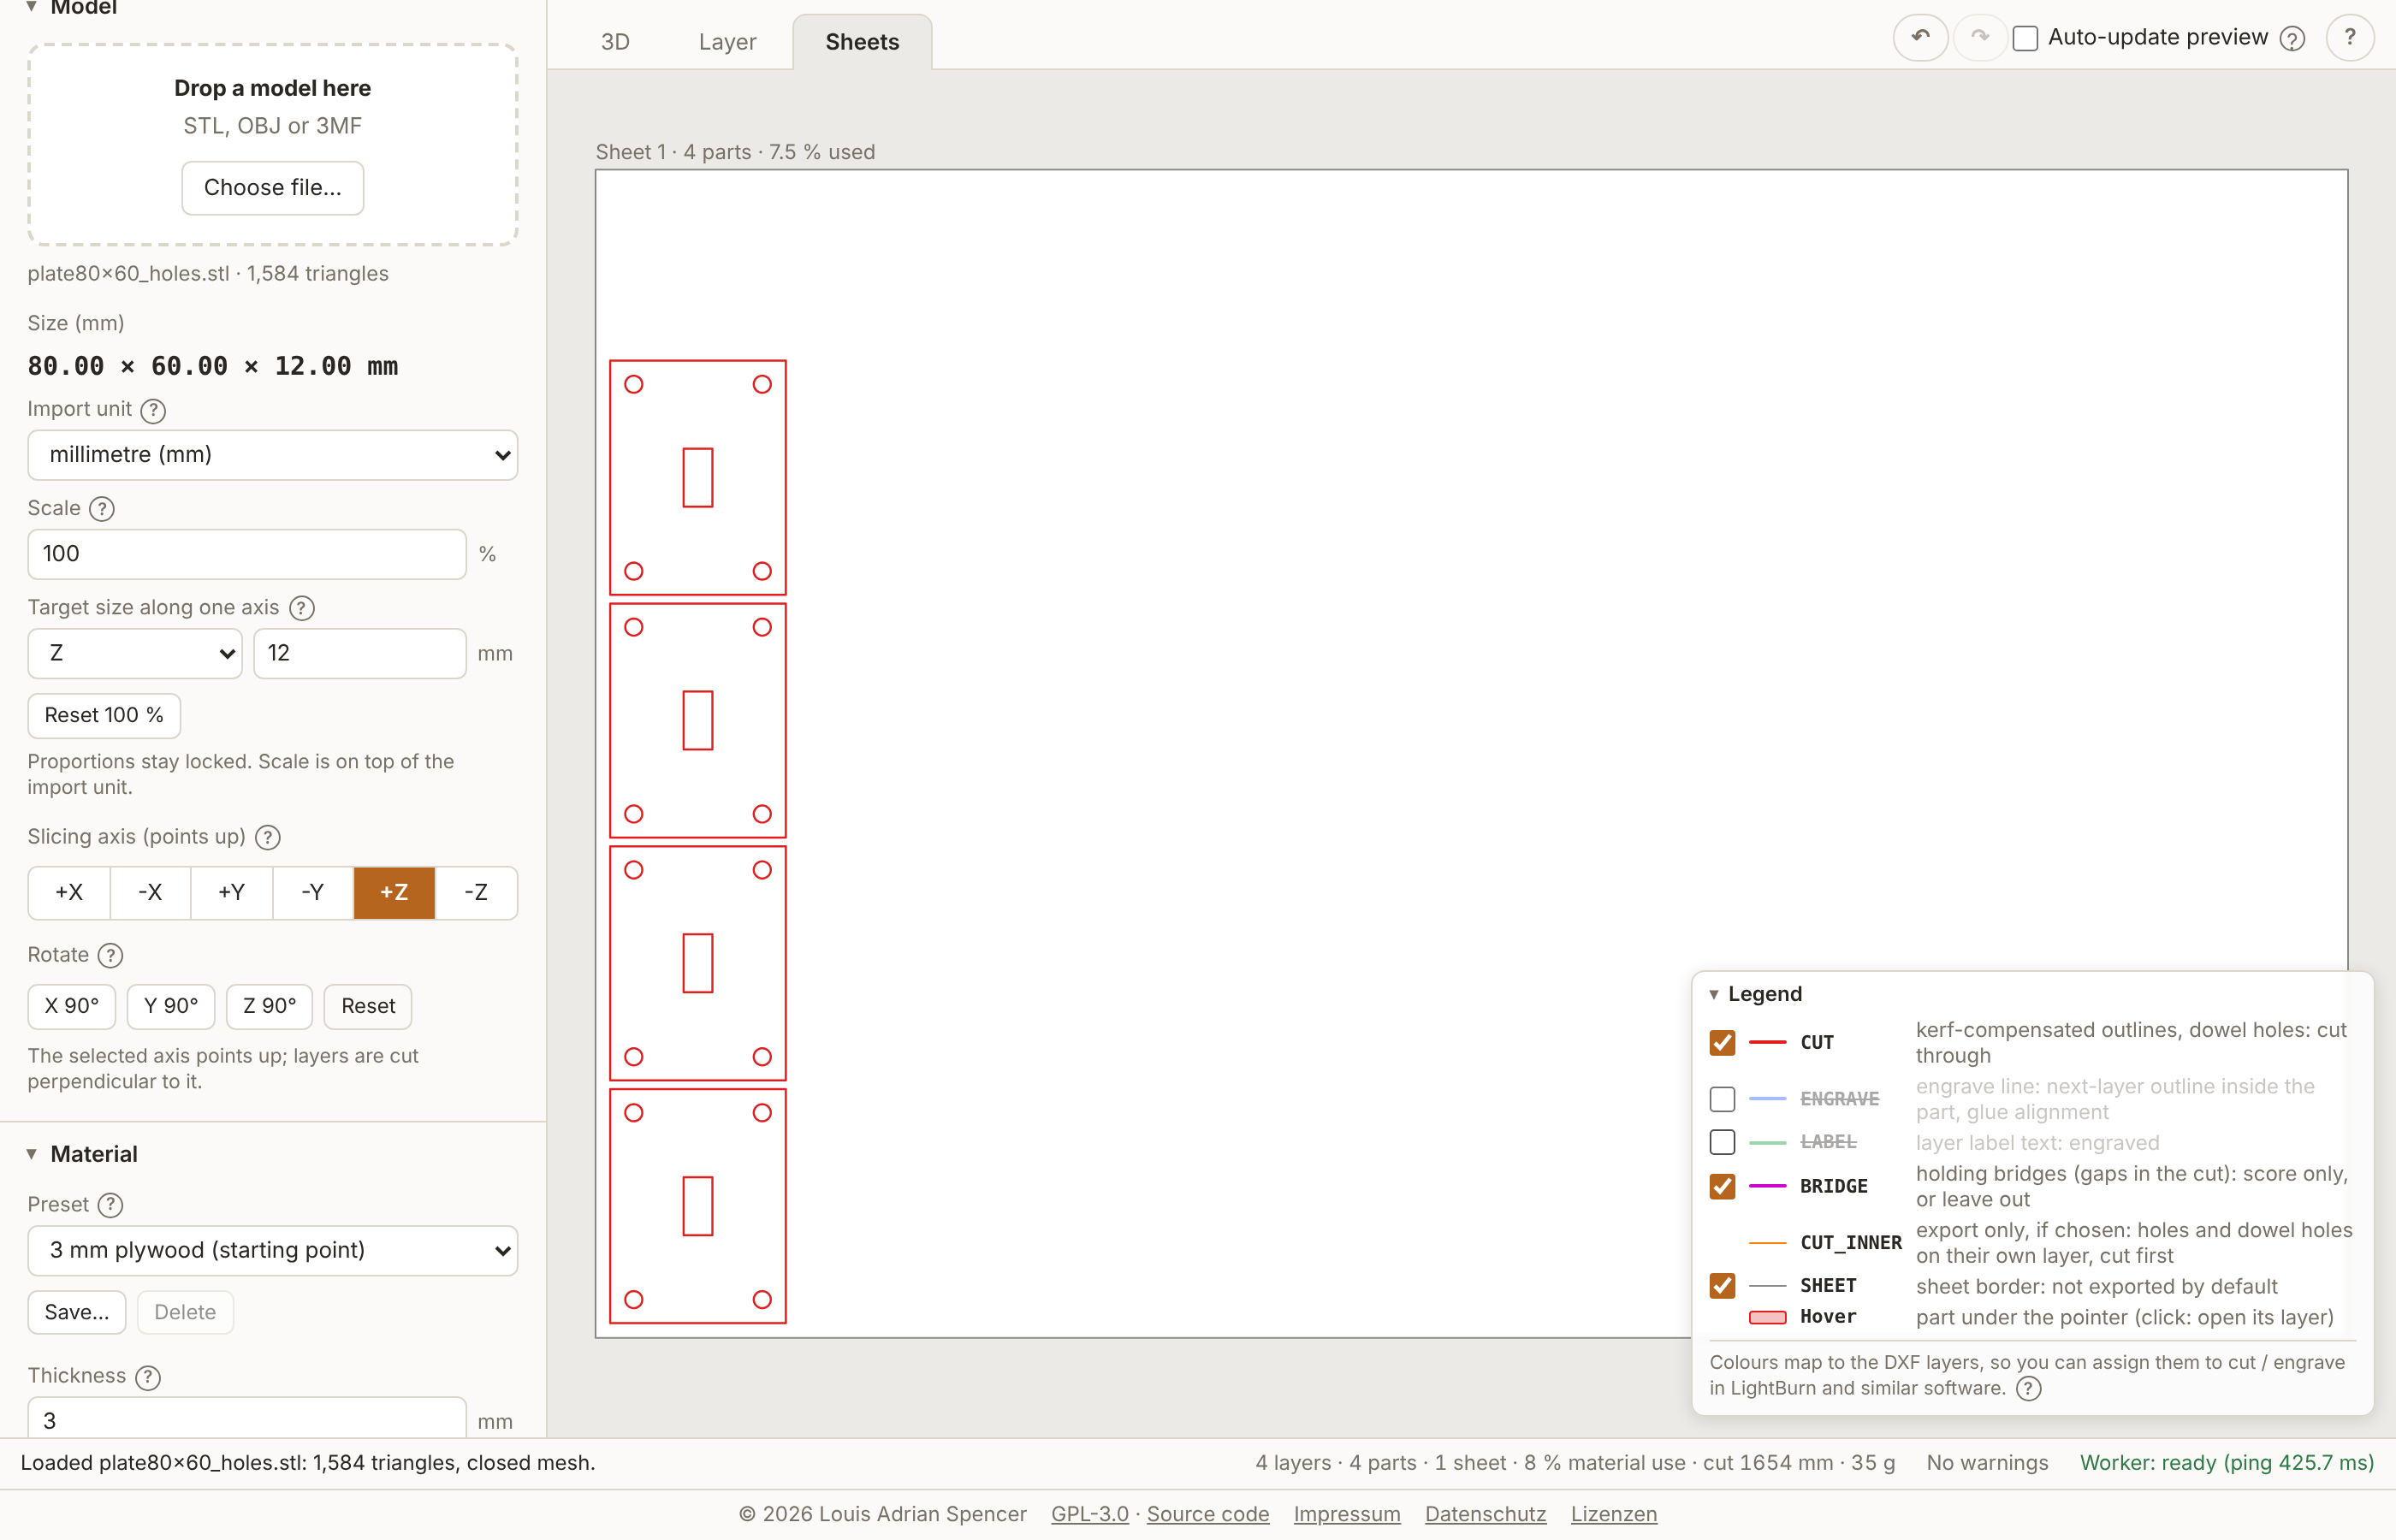 Model
Drop a model here
STL, OBJ or 3MF
Choose file...
plate80×60_holes.stl · 1,584 triangles
Size (mm)
80.00 × 60.00 × 12.00 mm
Import unit ?
millimetre (mm)
Scale ?
100 %
Target size along one axis ?
Z 12 mm
Reset 100 %
Proportions stay locked. Scale is on top of the
import unit.
Slicing axis (points up) ?
+X -X +Y -Y +Z -Z
Rotate ?
X 90° Y 90° Z 90° Reset
The selected axis points up; layers are cut
perpendicular to it.
Material
Preset ?
3 mm plywood (starting point)
Save... Delete
Thickness ?
3 mm
3D Layer Sheets
Auto-update preview ? ?
Sheet 1 · 4 parts · 7.5 % used
Legend
CUT kerf-compensated outlines, dowel holes: cut
through
ENGRAVE engrave line: next-layer outline inside the
part, glue alignment
LABEL layer label text: engraved
BRIDGE holding bridges (gaps in the cut): score only,
or leave out
CUT_INNER export only, if chosen: holes and dowel holes
on their own layer, cut first
SHEET sheet border: not exported by default
Hover part under the pointer (click: open its layer)
Colours map to the DXF layers, so you can assign them to cut / engrave
in LightBurn and similar software. ?
Loaded plate80×60_holes.stl: 1,584 triangles, closed mesh.
4 layers · 4 parts · 1 sheet · 8 % material use · cut 1654 mm · 35 g No warnings Worker: ready (ping 425.7 ms)
© 2026 Louis Adrian Spencer GPL-3.0 · Source code Impressum Datenschutz Lizenzen